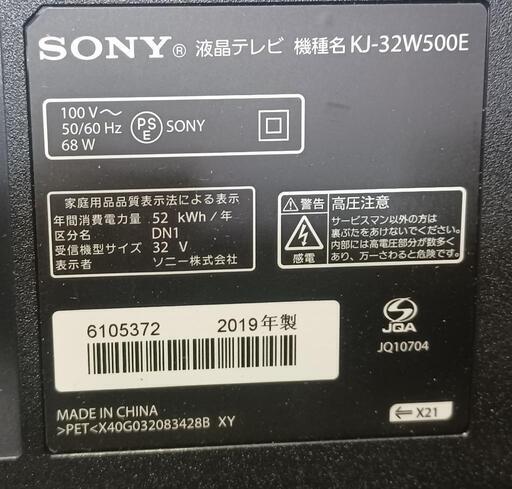 SONY® 液晶テレビ 機種名 KJ-32W500E
100 V～
50/60 Hz
68 W
PSE SONY
家庭用品品質表示法による表示
年間消費電力量 52 kWh/年
区分名 DN1
受信機型サイズ 32 V
表示者 ソニー株式会社
警告 高圧注意
感電
サービスマン以外の方は
裏ぶたをあけないでください。
内部には高電圧部分が数多く
あり、万一さわると危険です。
6105372 2019年製
JQA
JQ10704
MADE IN CHINA
>PET<X40G032083428B XY
X21